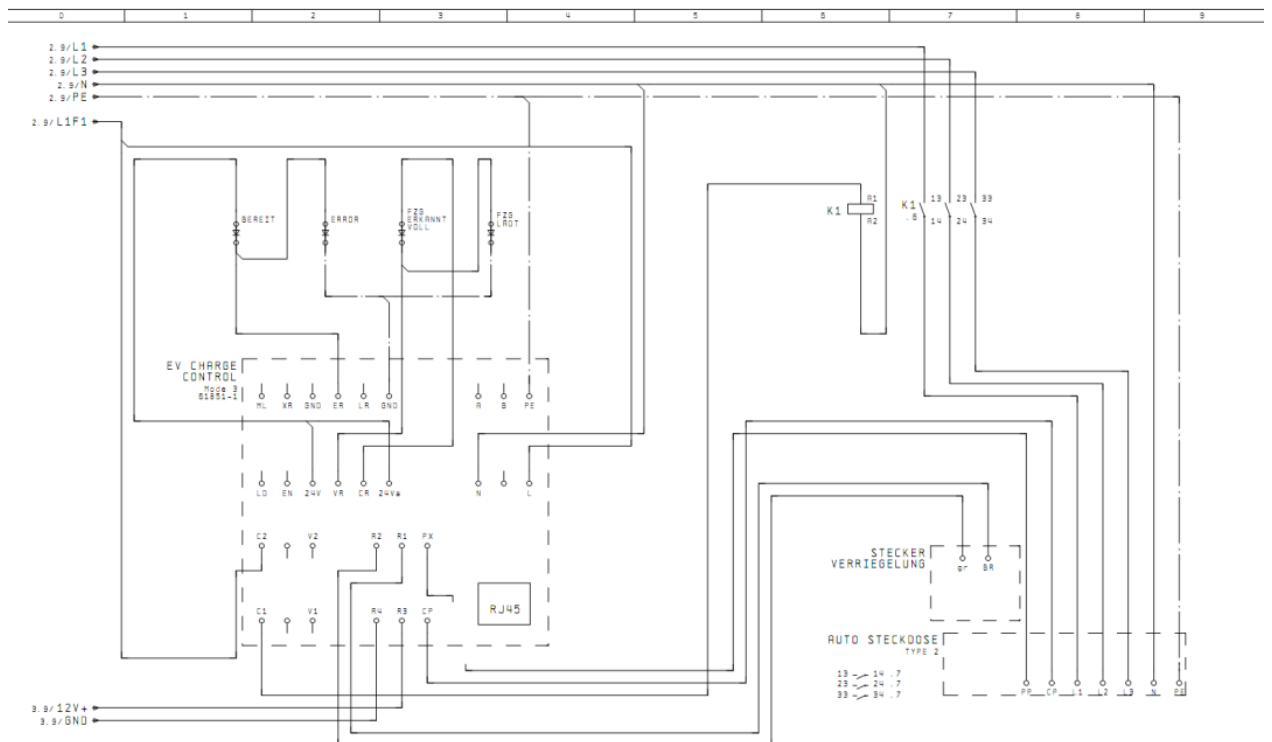 0 1 2 3 4 5 6 7 8 9
2.9/L1
2.9/L2
2.9/L3
2.9/N
2.9/PE
2.9/L1F1
BEREIT
ERROR
FZG
ERKANNT
VOLL
FZG
LADT
K1
A1
A2
K1
.6
13 23 33
14 24 34
EV CHARGE
CONTROL
Mode 3
61851-1
ML XR GND ER LR GND A B PE
LD EN 24V VR CR N L
C2 V2 R2 R1 PX
C1 V1 R4 R3 CP
RJ45
STECKER
VERRIEGELUNG
gr BR
AUTO STECKDOSE
TYPE 2
13 14 .7
23 24 .7
33 34 .7
PP CP L1 L2 L3 N PE
3.9/12V+
3.9/GND